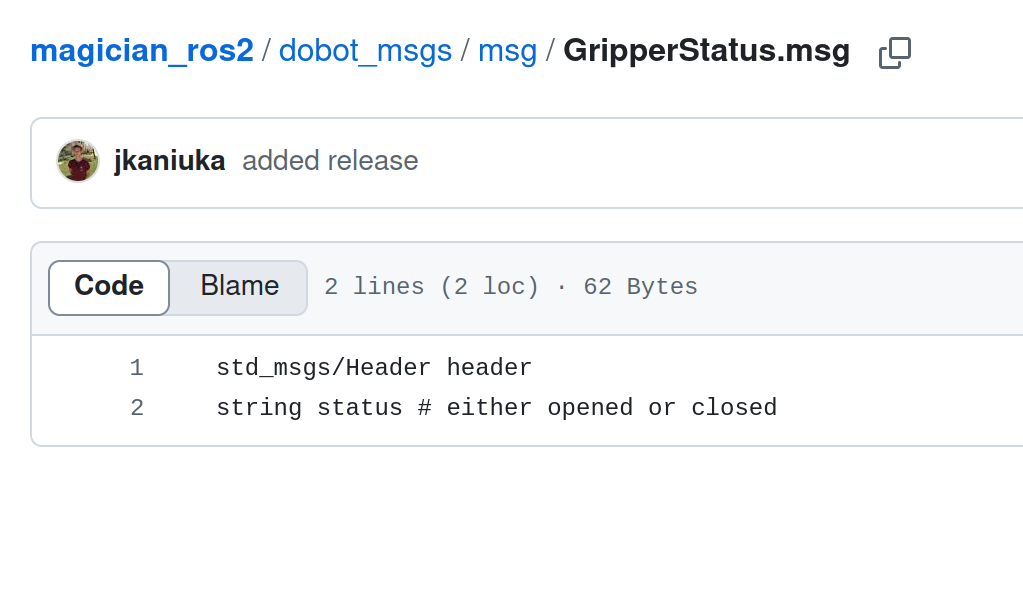 magician_ros2 / dobot_msgs / msg / GripperStatus.msg
jkaniuka added release
Code Blame 2 lines (2 loc) · 62 Bytes
1 std_msgs/Header header
2 string status # either opened or closed